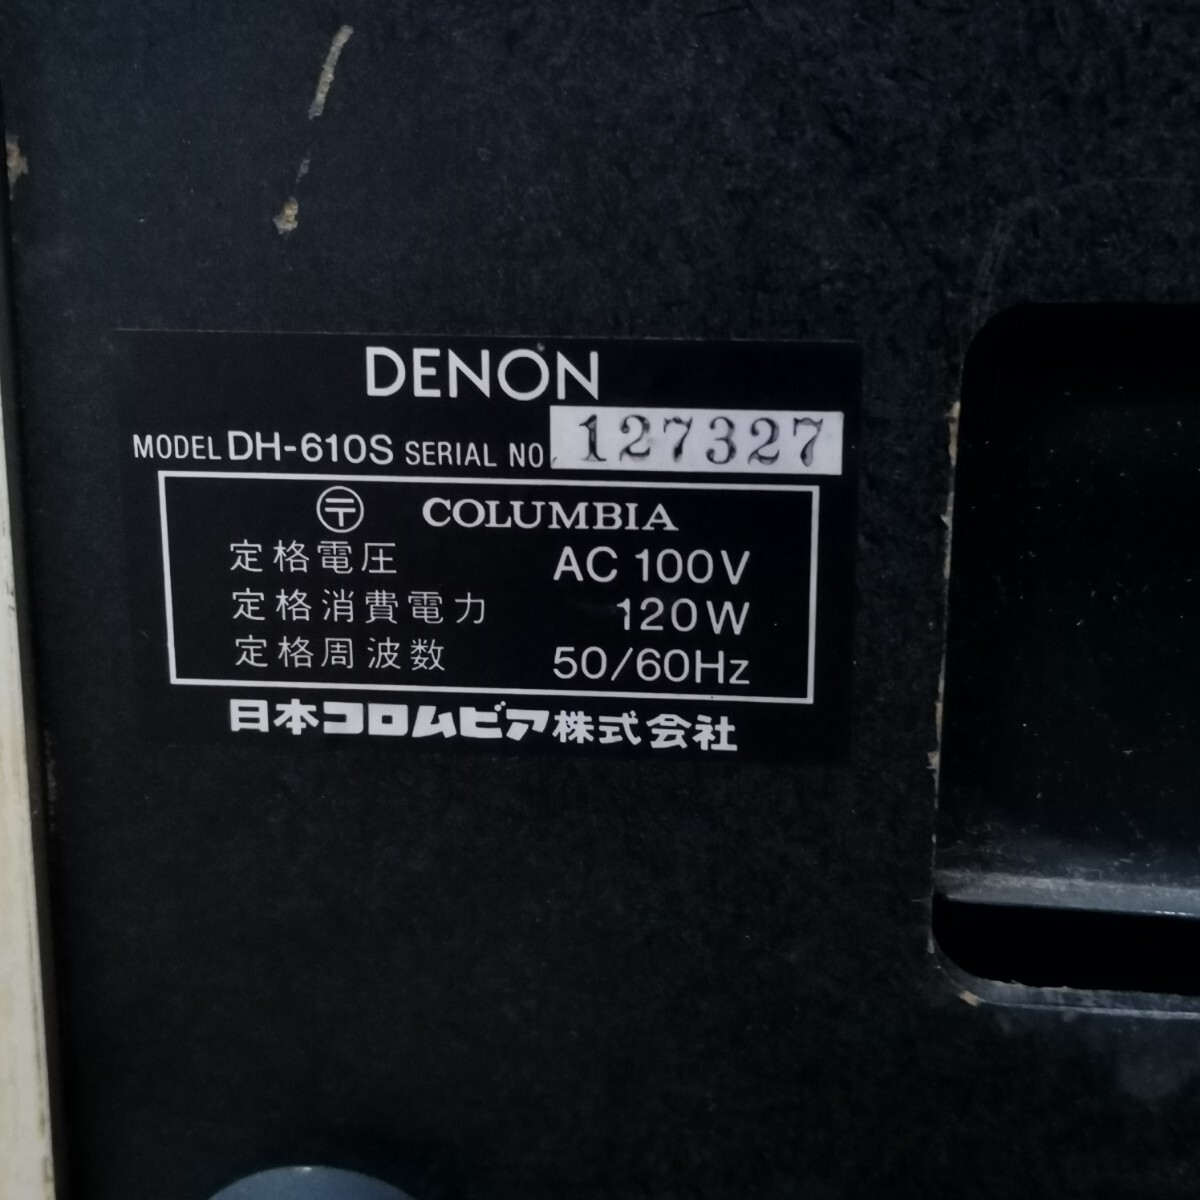 DENON
MODEL DH-610S SERIAL NO. 127327
〒 COLUMBIA
定格電圧 AC 100V
定格消費電力 120W
定格周波数 50/60Hz
日本コロムビア株式会社